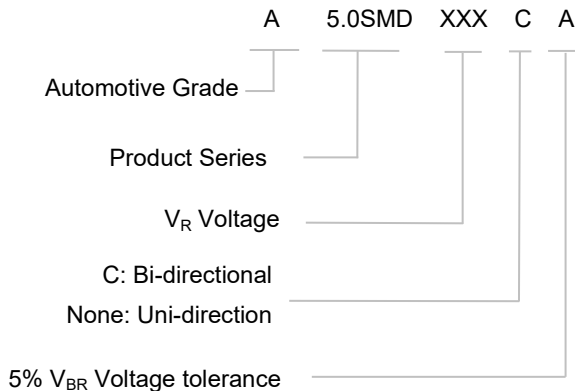 A 5.0SMD XXX C A
Automotive Grade
Product Series
VR Voltage
C: Bi-directional
None: Uni-direction
5% VBR Voltage tolerance